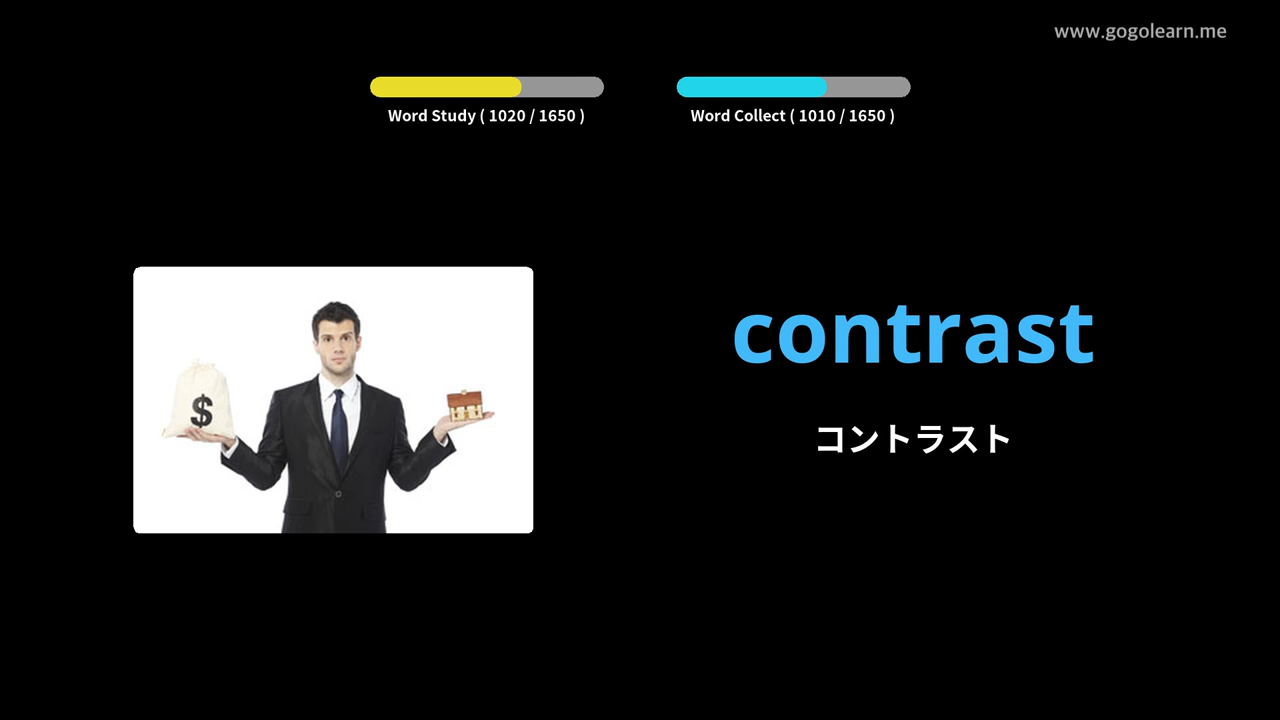 www.gogolearn.me
Word Study ( 1020 / 1650 )
Word Collect ( 1010 / 1650 )
$
contrast
コントラスト